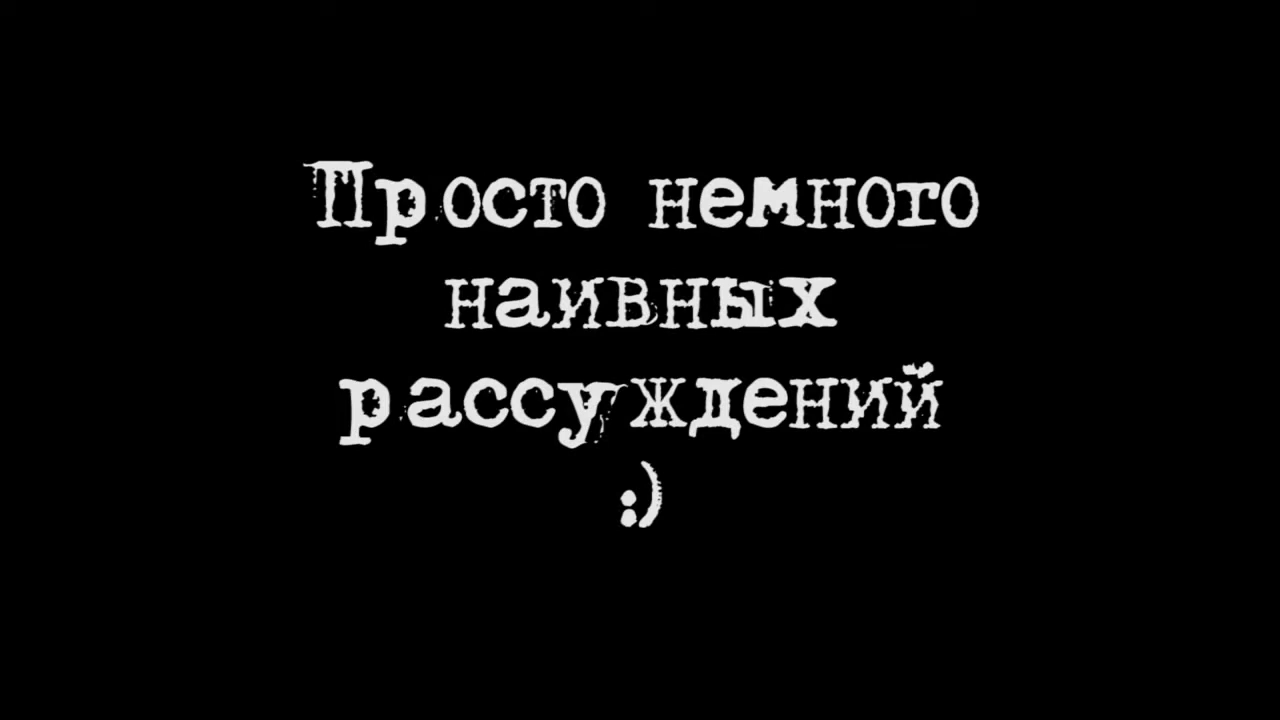 Просто немного
наивных
рассуждений
:)